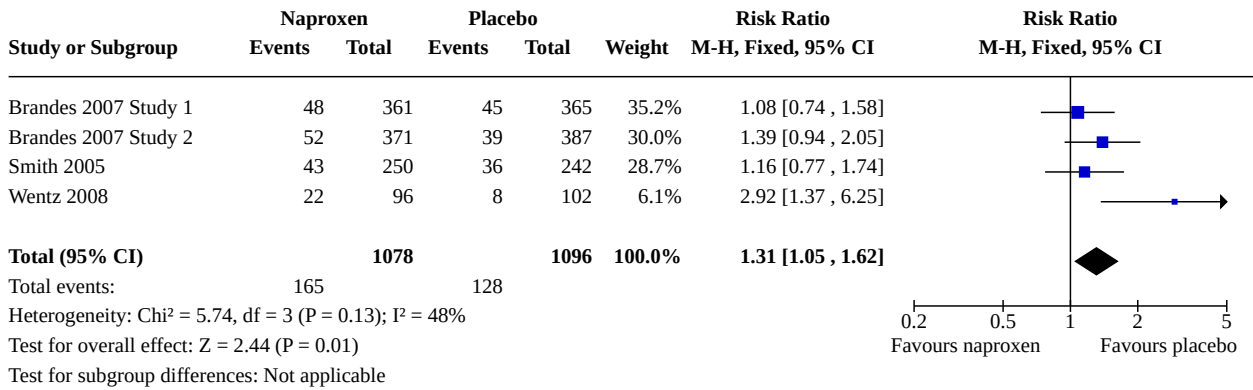 Naproxen Placebo Risk Ratio Risk Ratio
Study or Subgroup Events Total Events Total Weight M-H, Fixed, 95% CI M-H, Fixed, 95% CI
Brandes 2007 Study 1 48 361 45 365 35.2% 1.08 [0.74 , 1.58]
Brandes 2007 Study 2 52 371 39 387 30.0% 1.39 [0.94 , 2.05]
Smith 2005 43 250 36 242 28.7% 1.16 [0.77 , 1.74]
Wentz 2008 22 96 8 102 6.1% 2.92 [1.37 , 6.25]
Total (95% CI) 1078 1096 100.0% 1.31 [1.05 , 1.62]
Total events: 165 128
Heterogeneity: Chi² = 5.74, df = 3 (P = 0.13); I² = 48%
0.2 0.5 1 2 5
Test for overall effect: Z = 2.44 (P = 0.01) Favours naproxen Favours placebo
Test for subgroup differences: Not applicable